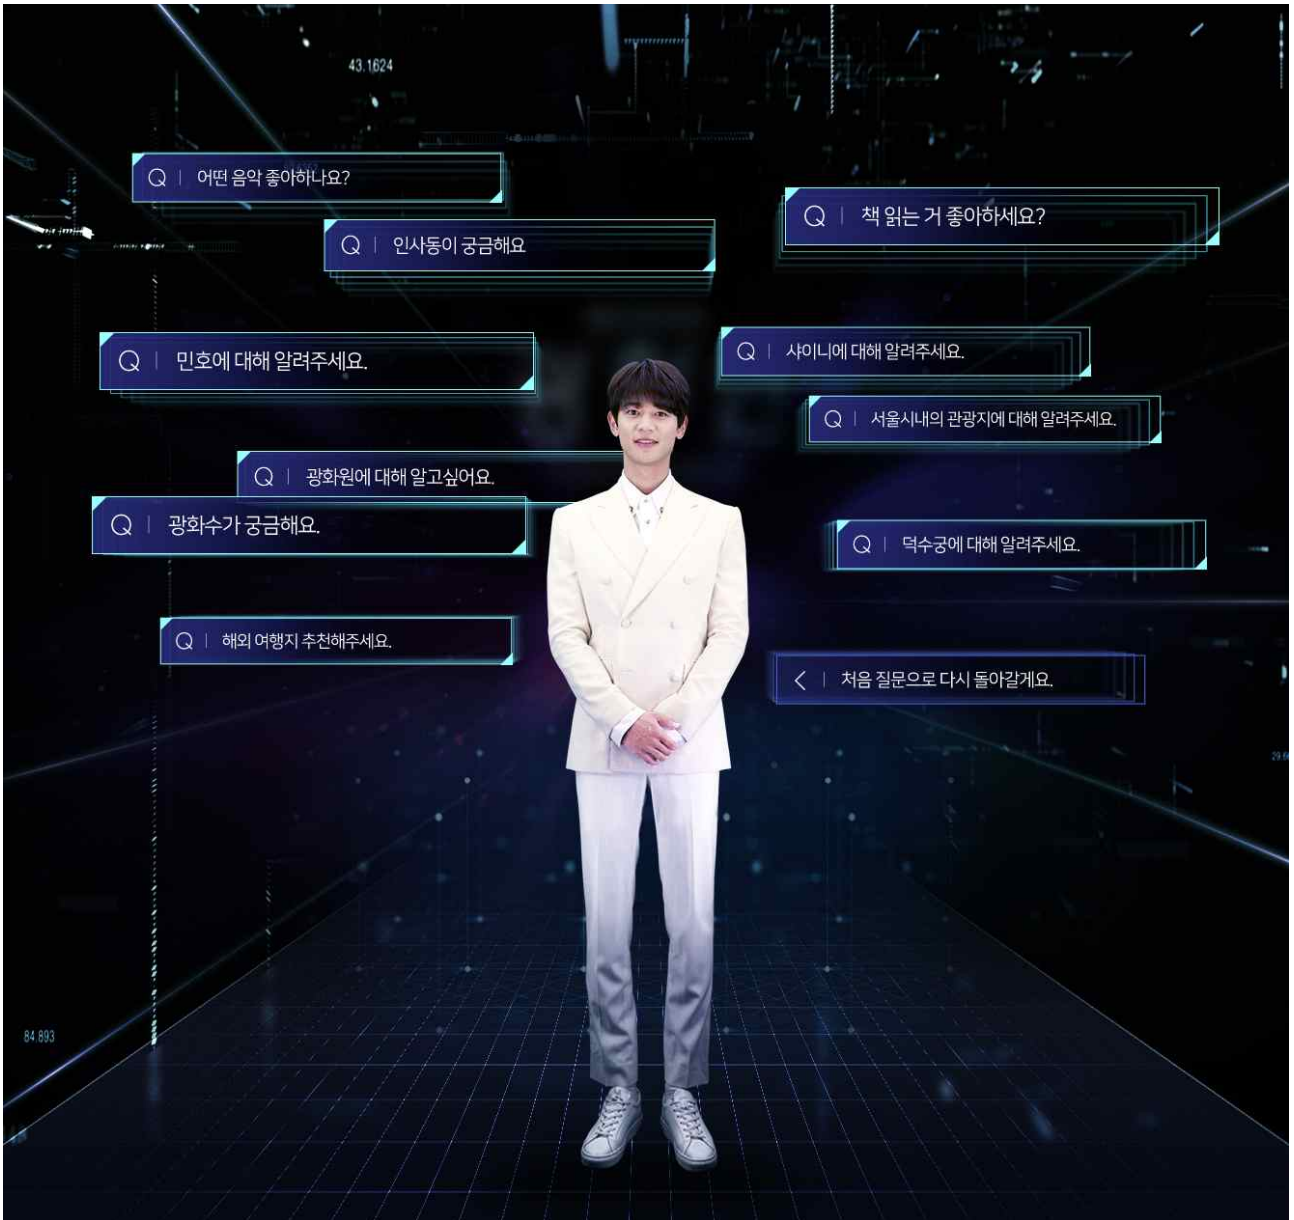 43.1624
Q | 어떤 음악 좋아하나요?
Q | 책 읽는 거 좋아하세요?
Q | 인사동이 궁금해요
Q | 민호에 대해 알려주세요.
Q | 샤이니에 대해 알려주세요.
Q | 서울시내의 관광지에 대해 알려주세요.
Q | 광화원에 대해 알고싶어요.
Q | 광화수가 궁금해요.
Q | 덕수궁에 대해 알려주세요.
Q | 해외 여행지 추천해주세요.
< | 처음 질문으로 다시 돌아갈게요.
84.893